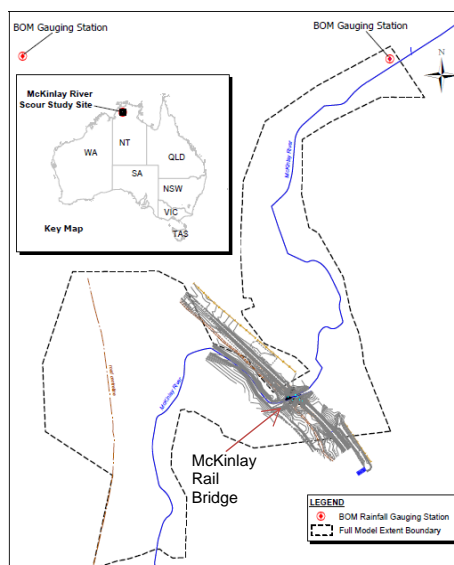 BOM Gauging Station
BOM Gauging Station
N
McKinlay River
Scour Study Site
WA
NT
QLD
SA
NSW
VIC
TAS
Key Map
McKinlay River
McKinlay River
McKinlay
Rail
Bridge
LEGEND
BOM Rainfall Gauging Station
Full Model Extent Boundary